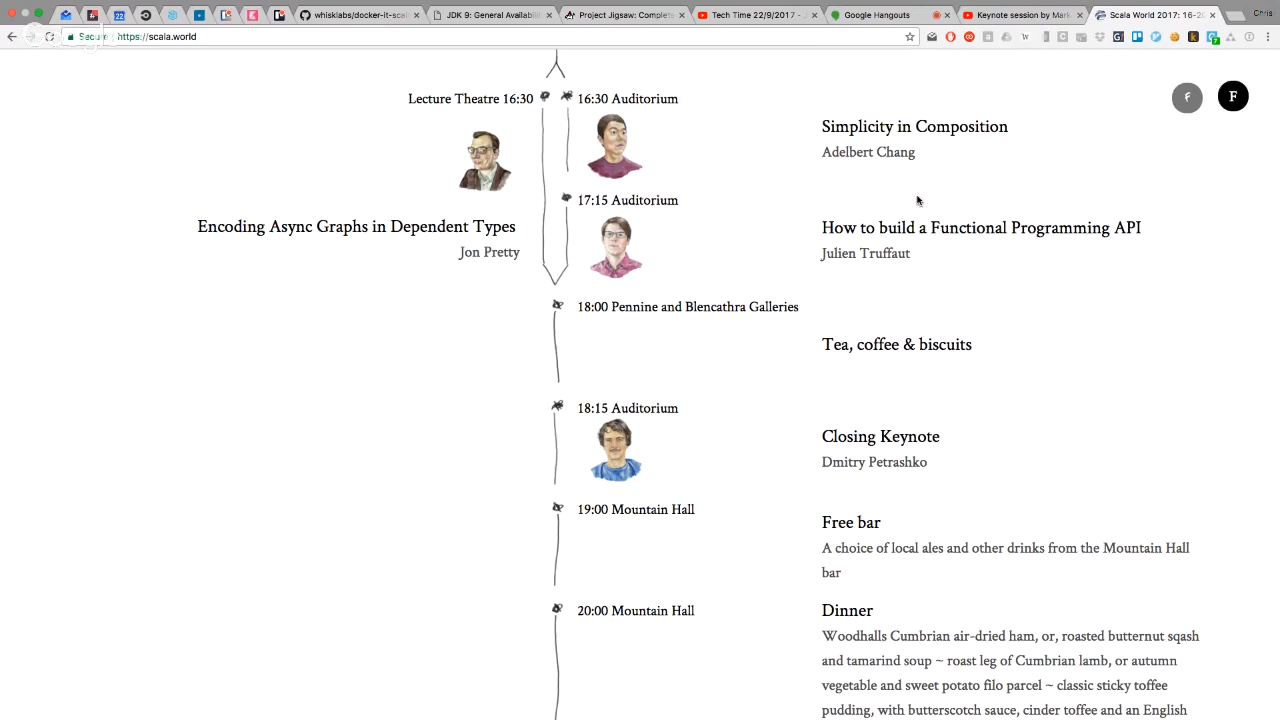 whisklabs/docker-it-scal
JDK 9: General Availabili
Project Jigsaw: Complete
Tech Time 22/9/2017 -
Google Hangouts
Keynote session by Mark
Scala World 2017: 16-20
Chris
Secure
https://scala.world
Lecture Theatre 16:30
16:30 Auditorium
F
F
Simplicity in Composition
Adelbert Chang
17:15 Auditorium
Encoding Async Graphs in Dependent Types
Jon Pretty
How to build a Functional Programming API
Julien Truffaut
18:00 Pennine and Blencathra Galleries
Tea, coffee & biscuits
18:15 Auditorium
Closing Keynote
Dmitry Petrashko
19:00 Mountain Hall
Free bar
A choice of local ales and other drinks from the Mountain Hall
bar
20:00 Mountain Hall
Dinner
Woodhalls Cumbrian air-dried ham, or, roasted butternut sqash
and tamarind soup ~ roast leg of Cumbrian lamb, or autumn
vegetable and sweet potato filo parcel ~ classic sticky toffee
pudding, with butterscotch sauce, cinder toffee and an English